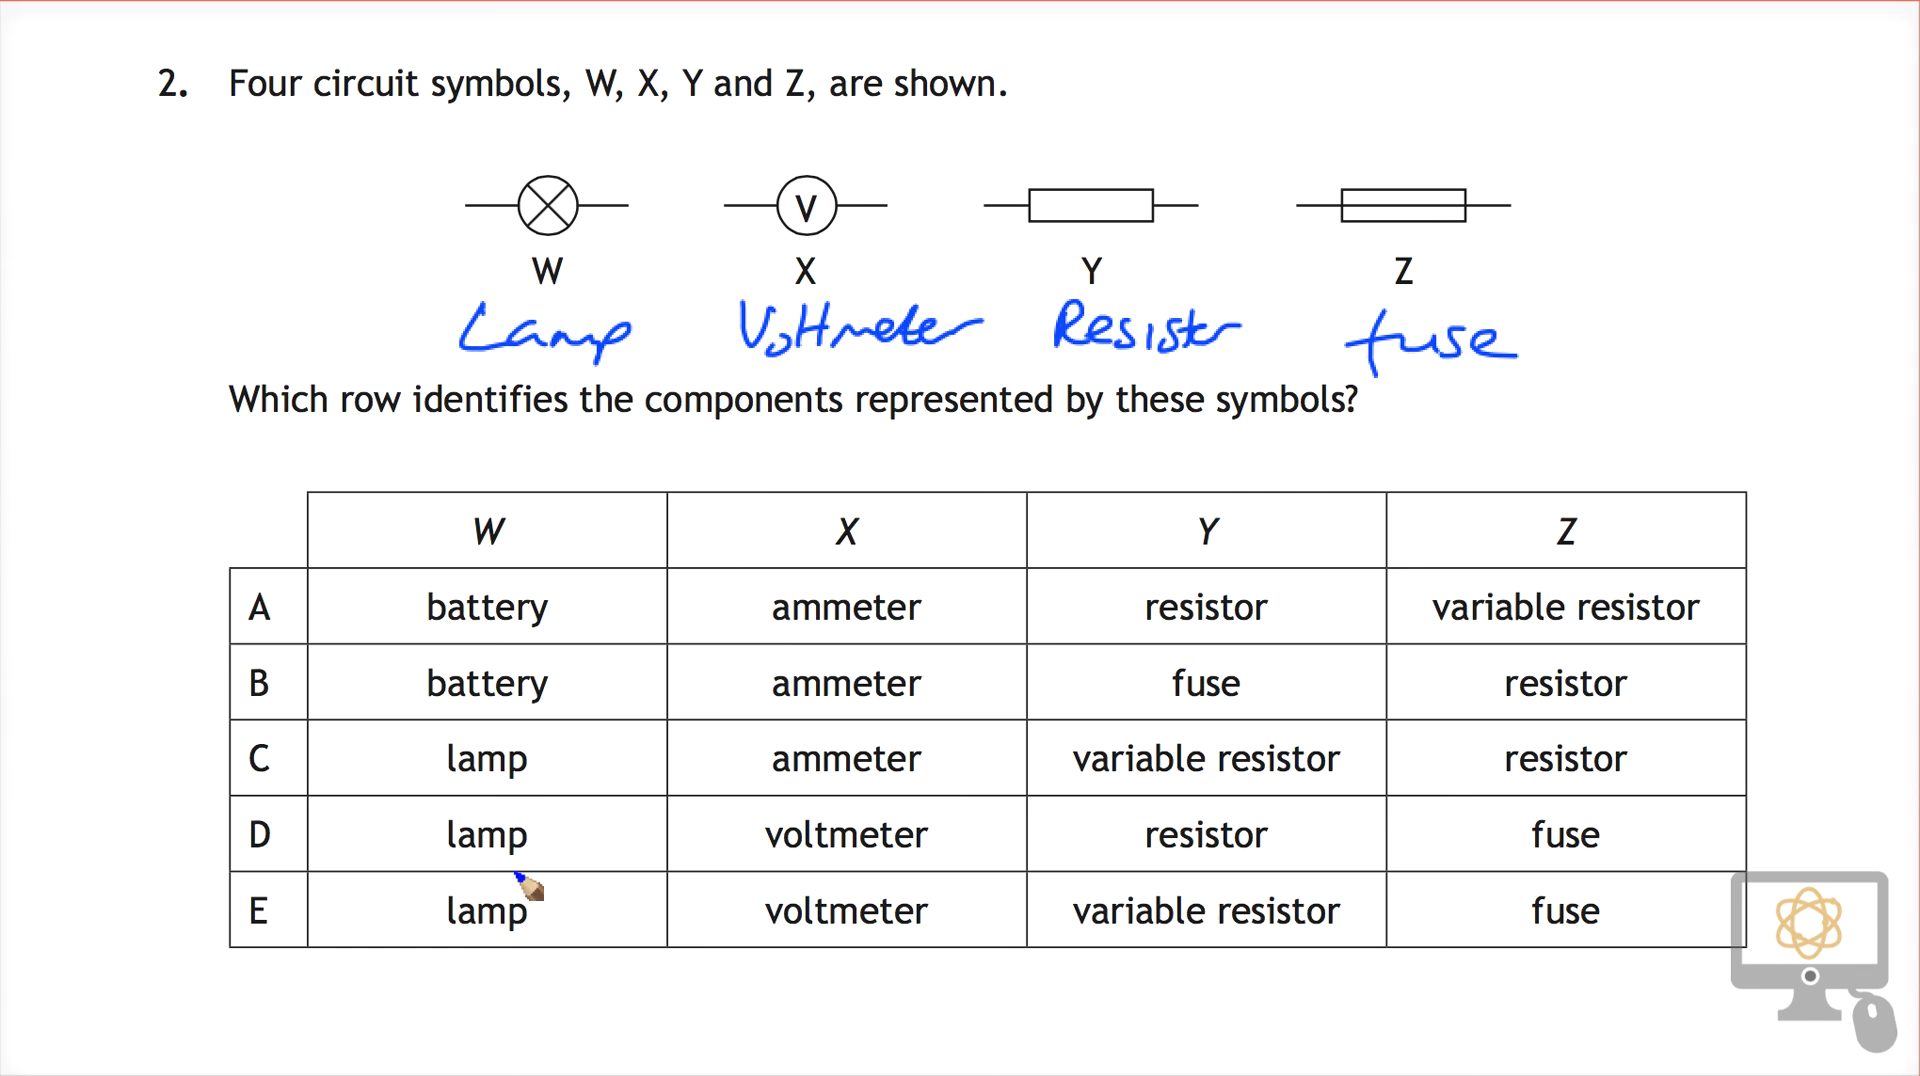 2. Four circuit symbols, W, X, Y and Z, are shown.
V
W X Y Z
Lamp Voltmeter Resistor fuse
Which row identifies the components represented by these symbols?
W X Y Z
A battery ammeter resistor variable resistor
B battery ammeter fuse resistor
C lamp ammeter variable resistor resistor
D lamp voltmeter resistor fuse
E lamp voltmeter variable resistor fuse